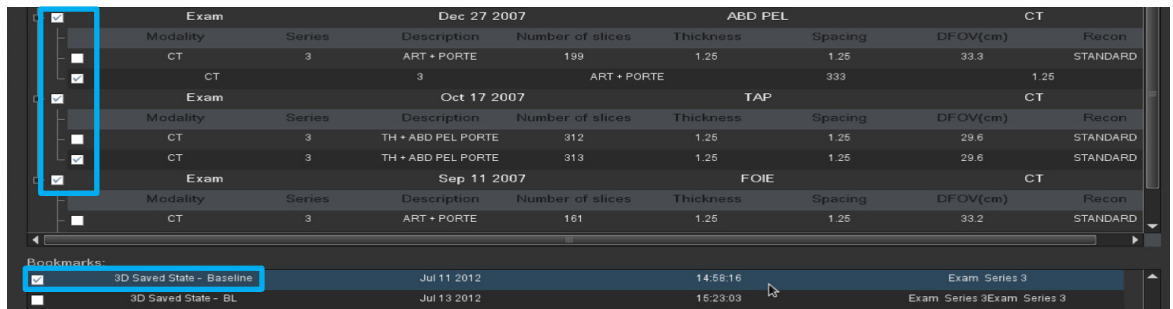 Exam Dec 27 2007 ABD PEL CT
Modality Series Description Number of slices Thickness Spacing DFOV(cm) Recon
CT 3 ART + PORTE 199 1.25 1.25 33.3 STANDARD
CT 3 ART + PORTE 333 1.25
Exam Oct 17 2007 TAP CT
Modality Series Description Number of slices Thickness Spacing DFOV(cm) Recon
CT 3 TH + ABD PEL PORTE 312 1.25 1.25 29.6 STANDARD
CT 3 TH + ABD PEL PORTE 313 1.25 1.25 29.6 STANDARD
Exam Sep 11 2007 FOIE CT
Modality Series Description Number of slices Thickness Spacing DFOV(cm) Recon
CT 3 ART + PORTE 161 1.25 1.25 33.2 STANDARD
Bookmarks:
3D Saved State - Baseline Jul 11 2012 14:58:16 Exam Series 3
3D Saved State - BL Jul 13 2012 15:23:03 Exam Series 3Exam Series 3